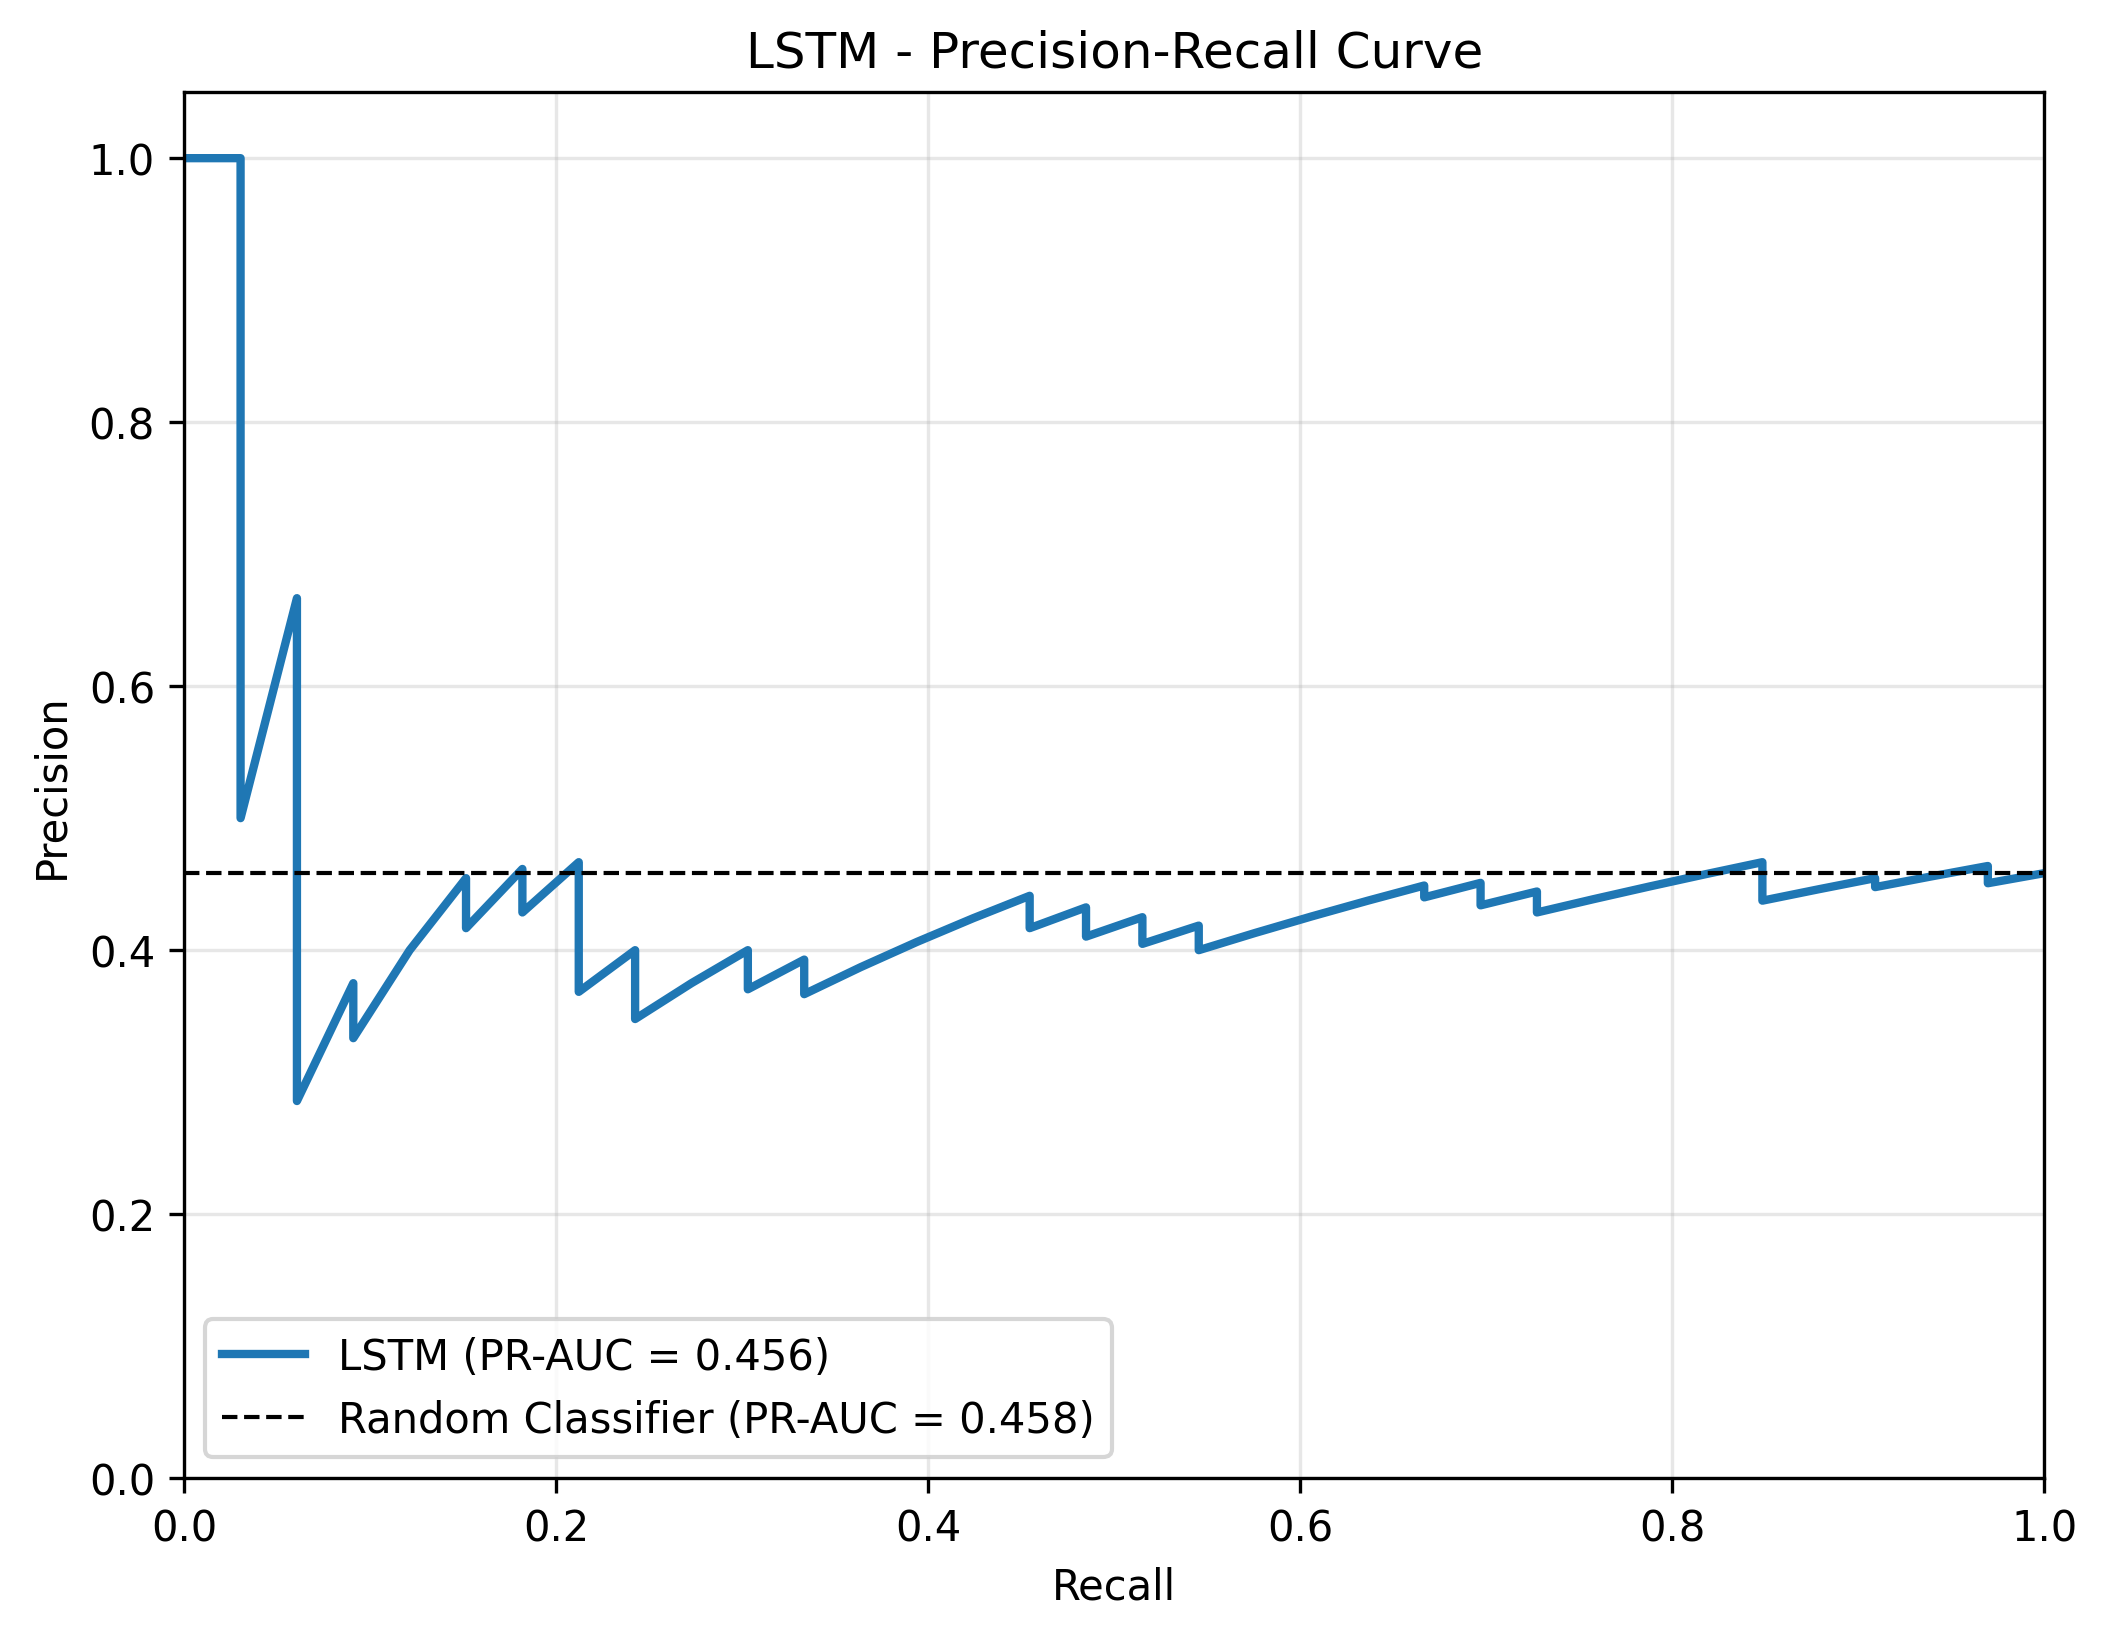 LSTM - Precision-Recall Curve
1.0
0.8
0.6
0.4
0.2
0.0
Precision
LSTM (PR-AUC = 0.456)
Random Classifier (PR-AUC = 0.458)
0.0 0.2 0.4 0.6 0.8 1.0
Recall